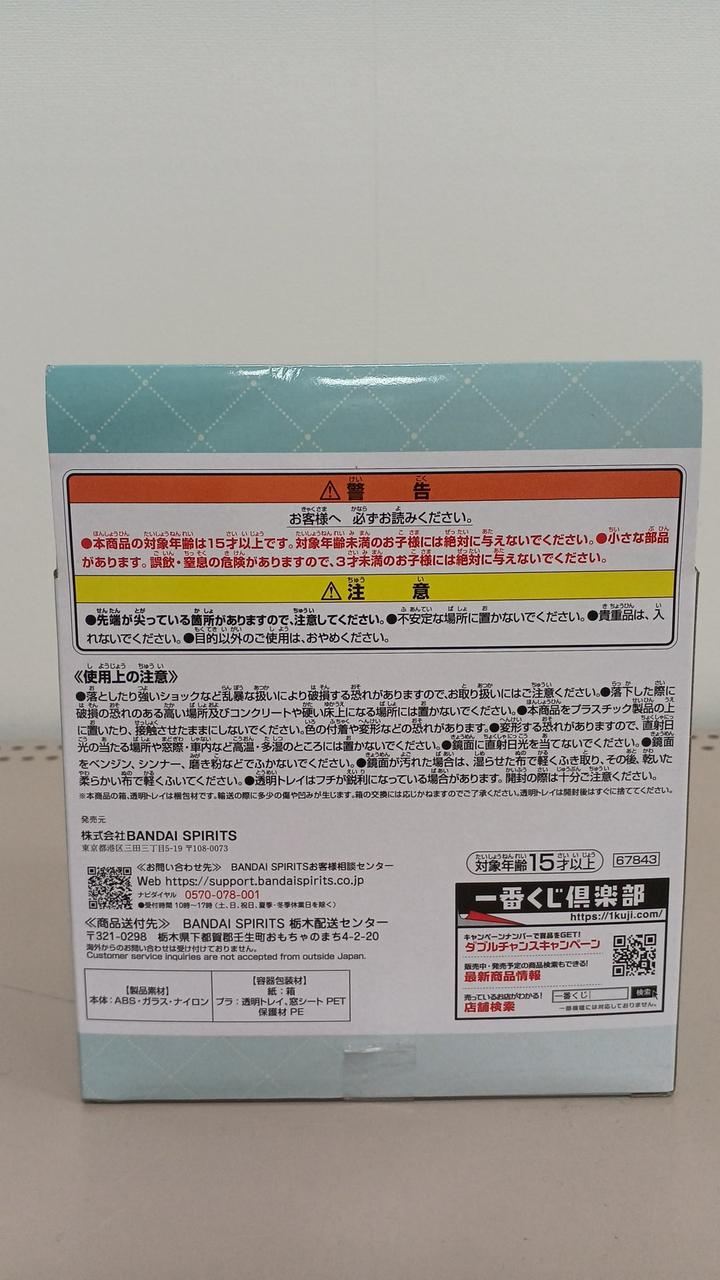 ⚠警告
お客様へ 必ずお読みください。
●本商品の対象年齢は15才以上です。対象年齢未満のお子様には絶対に与えないでください。●小さな部品
があります。誤飲・窒息の危険がありますので、3才未満のお子様には絶対に与えないでください。
⚠注意
●先端が尖っている箇所がありますので、注意してください。●不安定な場所に置かないでください。●貴重品は、入
れないでください。●目的以外のご使用は、おやめください。
《使用上の注意》
●落としたり強いショックなど乱暴な扱いにより破損する恐れがありますので、お取り扱いにはご注意ください。●落下した際に
破損の恐れのある高い場所及びコンクリートや硬い床上になる場所には置かないでください。●本商品をプラスチック製品の上
に置いたり、接触させたままにしないでください。色の付着や変形などの恐れがあります。●変形する恐れがありますので、直射日
光の当たる場所や窓際・車内など高温・多湿のところには置かないでください。●鏡面に直射日光を当てないでください。●鏡面
をベンジン、シンナー、磨き粉などでふかないでください。●鏡面が汚れた場合は、湿らせた布で軽くふき取り、その後、乾いた
柔らかい布で軽くふいてください。●透明トレイはフチが鋭利になっている場合があります。開封の際は十分ご注意ください。
※本商品の箱、透明トレイは梱包材です。輸送の際に多少の傷や凹みが生じます。箱の交換には応じかねますのでご了承ください。透明トレイは開封後はすぐに捨ててください。
発売元
株式会社BANDAI SPIRITS
東京都港区三田三丁目5-19 〒108-0073
≪お問い合わせ先≫ BANDAI SPIRITSお客様相談センター
Web https://support.bandaispirits.co.jp
ナビダイヤル 0570-078-001
●受付時間 10時~17時(土、日、祝日、夏季・冬季休業日を除く)
≪商品送付先≫ BANDAI SPIRITS 栃木配送センター
〒321-0298 栃木県下都賀郡壬生町おもちゃのまち4-2-20
海外からのお問い合わせは受け付けておりません。
Customer service inquiries are not accepted from outside Japan.
【製品素材】
本体:ABS・ガラス・ナイロン
【容器包装材】
紙:箱
プラ:透明トレイ、窓シート PET
保護材 PE
対象年齢15才以上
67843
一番くじ倶楽部
https://1kuji.com/
キャンペーンナンバーで賞品をGET!
ダブルチャンスキャンペーン
販売中・発売予定の商品検索もできる!
最新商品情報
売っているお店がわかる!
店舗検索
一番くじ 検索
一部機種には対応しておりません。